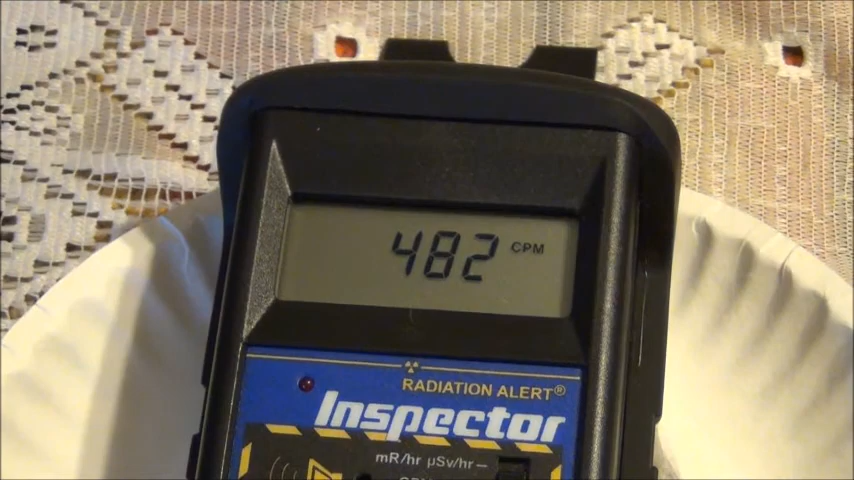 482 CPM
RADIATION ALERT®
Inspector
mR/hr µSv/hr